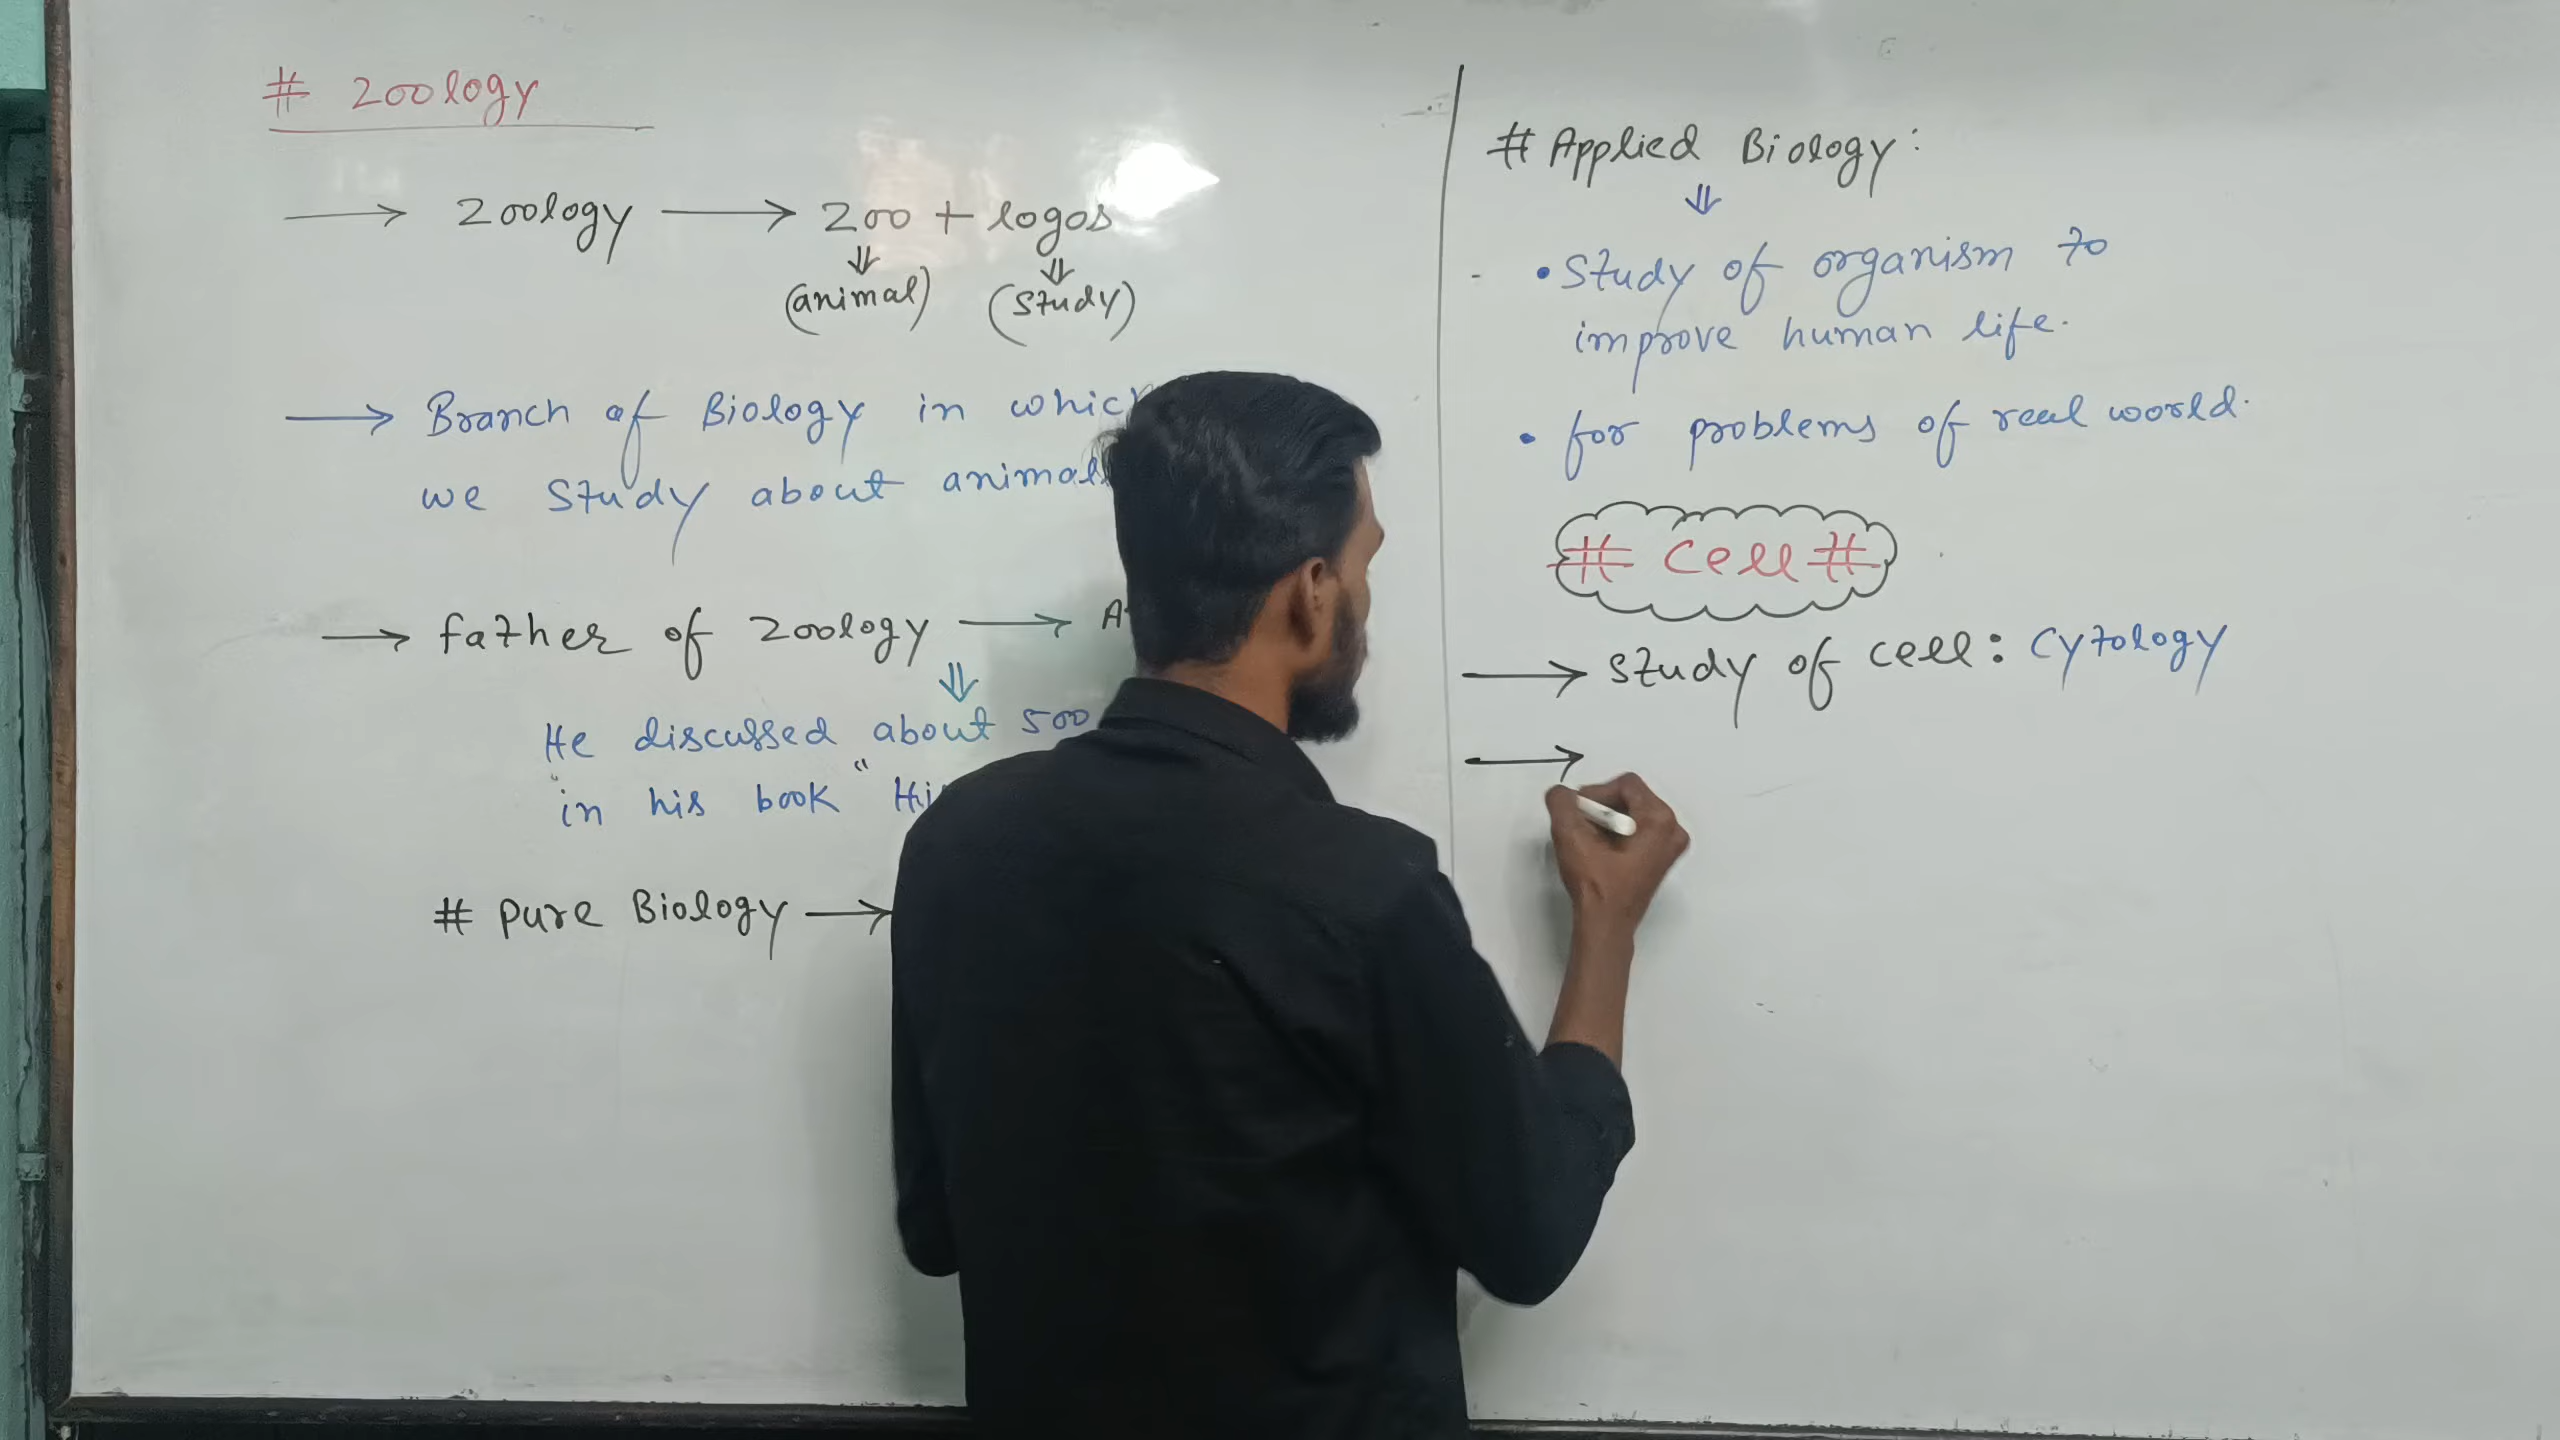 # Zoology
→ Zoology → Zoo + logos
⇓ ⇓
(animal) (study)
→ Branch of Biology in which
we study about animals
→ father of Zoology →
⇓
He discussed about 500
in his book "
# Pure Biology →
# Applied Biology:
⇓
• Study of organism to
improve human life.
• for problems of real world.
# Cell #
→ study of cell: Cytology
→